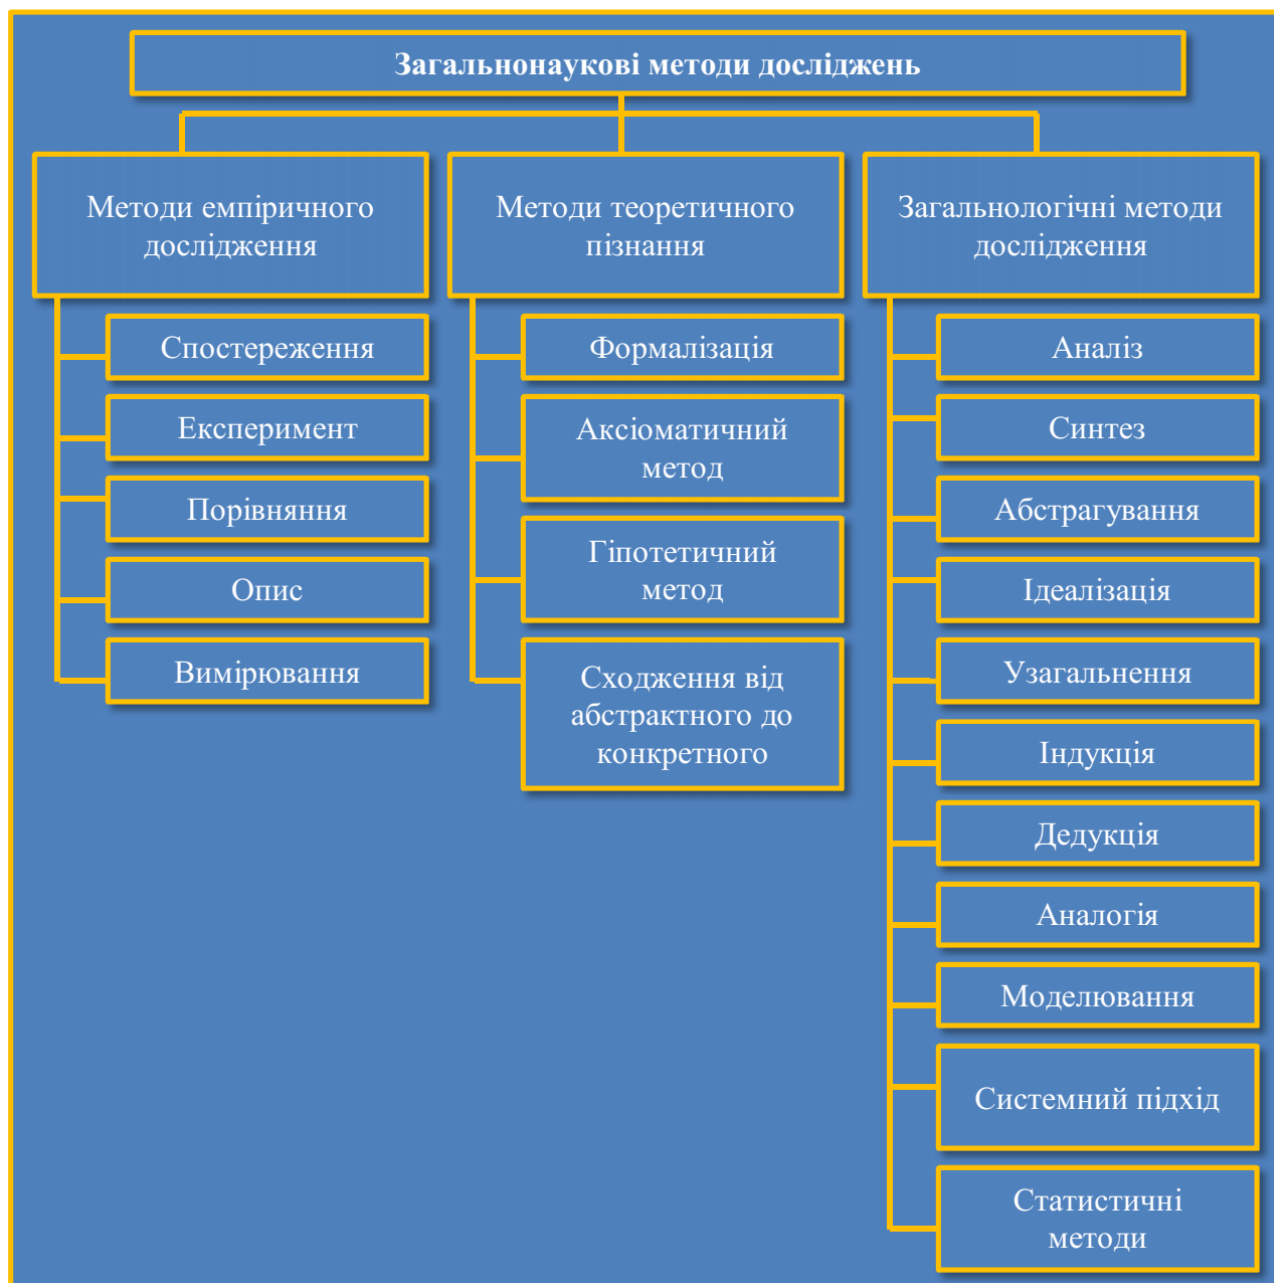 Загальнонаукові методи досліджень
Методи емпіричного
дослідження
Спостереження
Експеримент
Порівняння
Опис
Вимірювання
Методи теоретичного
пізнання
Формалізація
Аксіоматичний
метод
Гіпотетичний
метод
Сходження від
абстрактного до
конкретного
Загальнологічні методи
дослідження
Аналіз
Синтез
Абстрагування
Ідеалізація
Узагальнення
Індукція
Дедукція
Аналогія
Моделювання
Системний підхід
Статистичні
методи